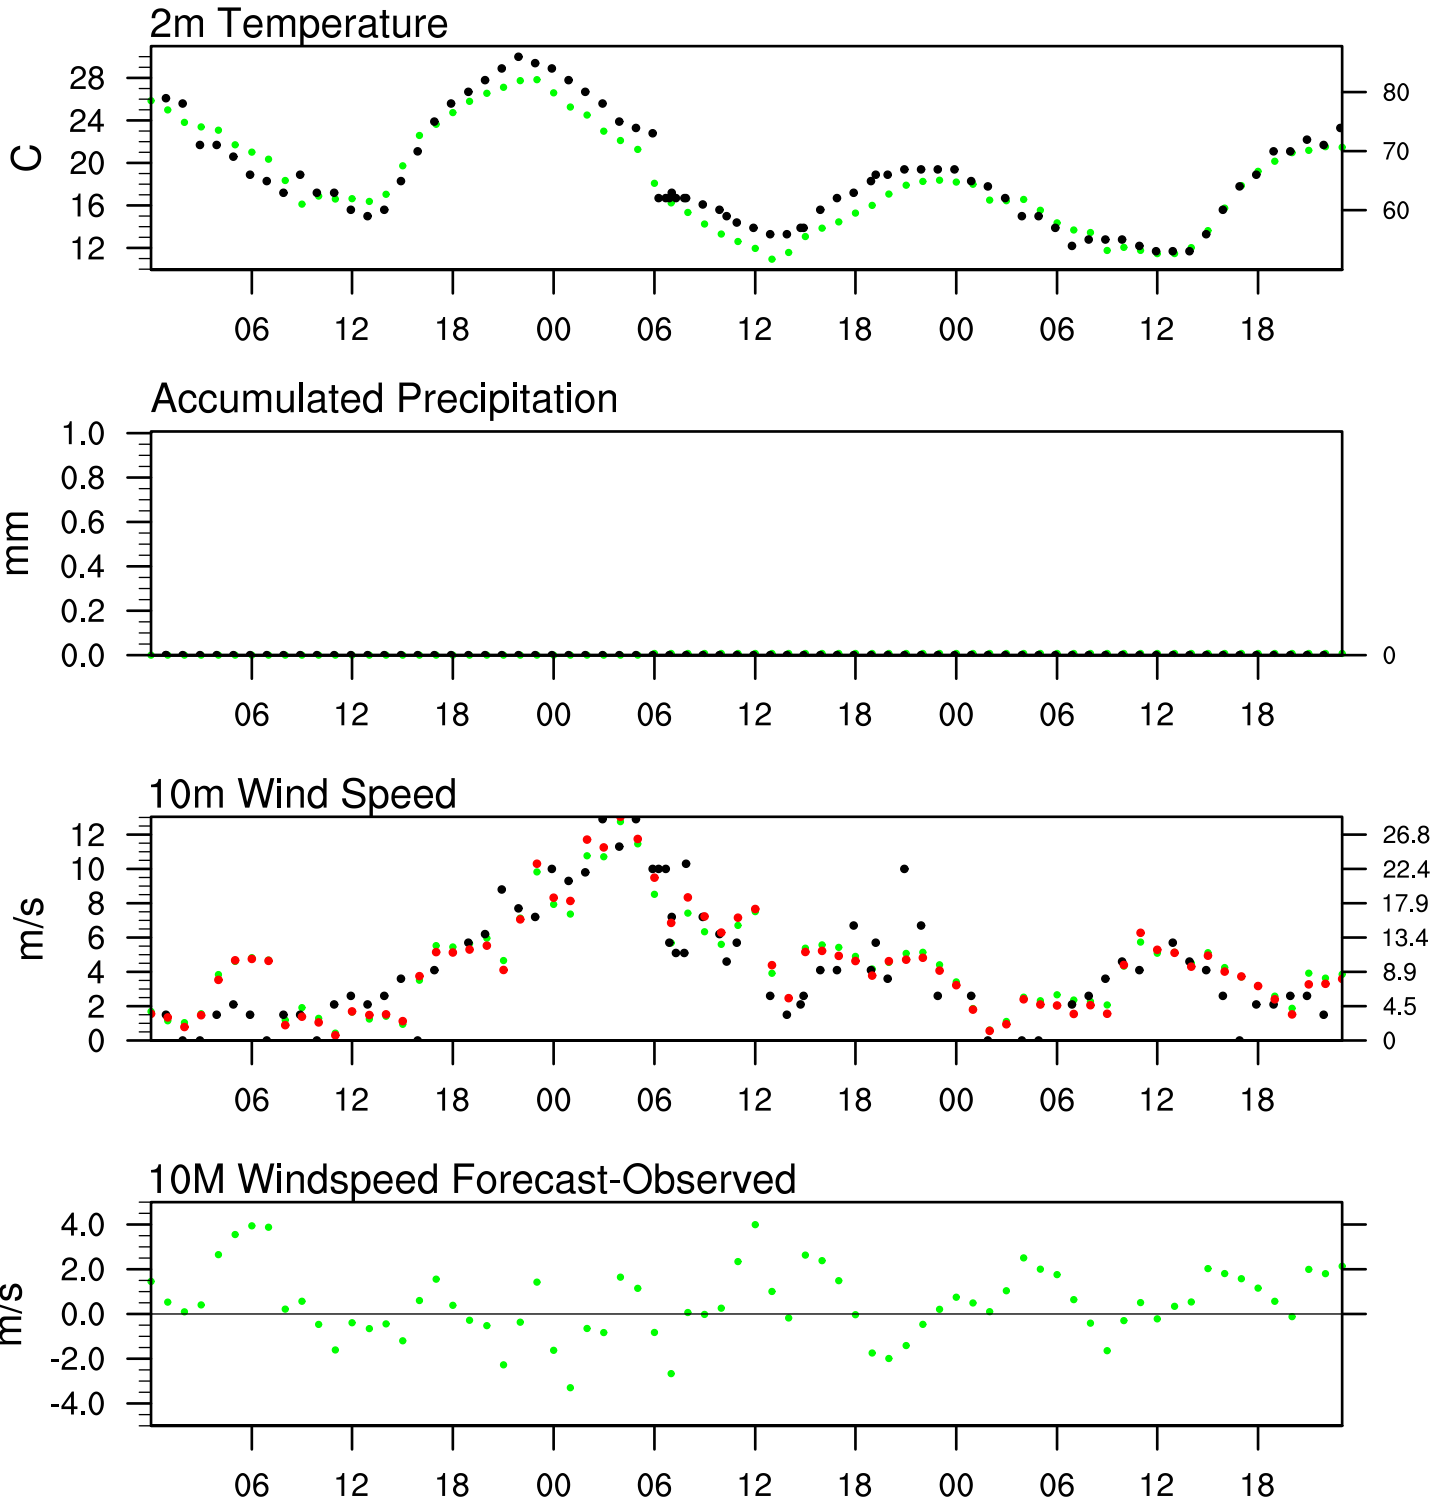 2m Temperature
28
24
20
16
12
C
80
70
60
06 12 18 00 06 12 18 00 06 12 18
Accumulated Precipitation
1.0
0.8
0.6
0.4
0.2
0.0
mm
0
06 12 18 00 06 12 18 00 06 12 18
10m Wind Speed
12
10
8
6
4
2
0
m/s
26.8
22.4
17.9
13.4
8.9
4.5
0
06 12 18 00 06 12 18 00 06 12 18
10M Windspeed Forecast-Observed
4.0
2.0
0.0
-2.0
-4.0
m/s
06 12 18 00 06 12 18 00 06 12 18